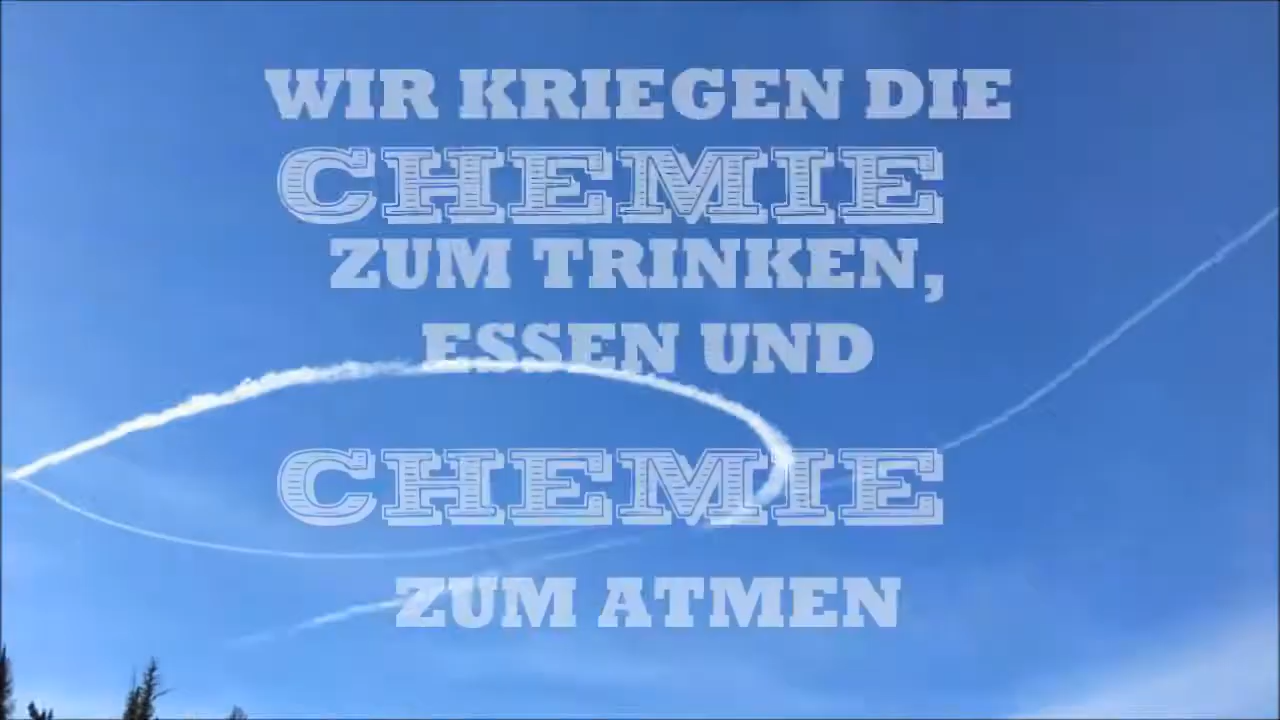 WIR KRIEGEN DIE
CHEMIE
ZUM TRINKEN,
ESSEN UND
CHEMIE
ZUM ATMEN